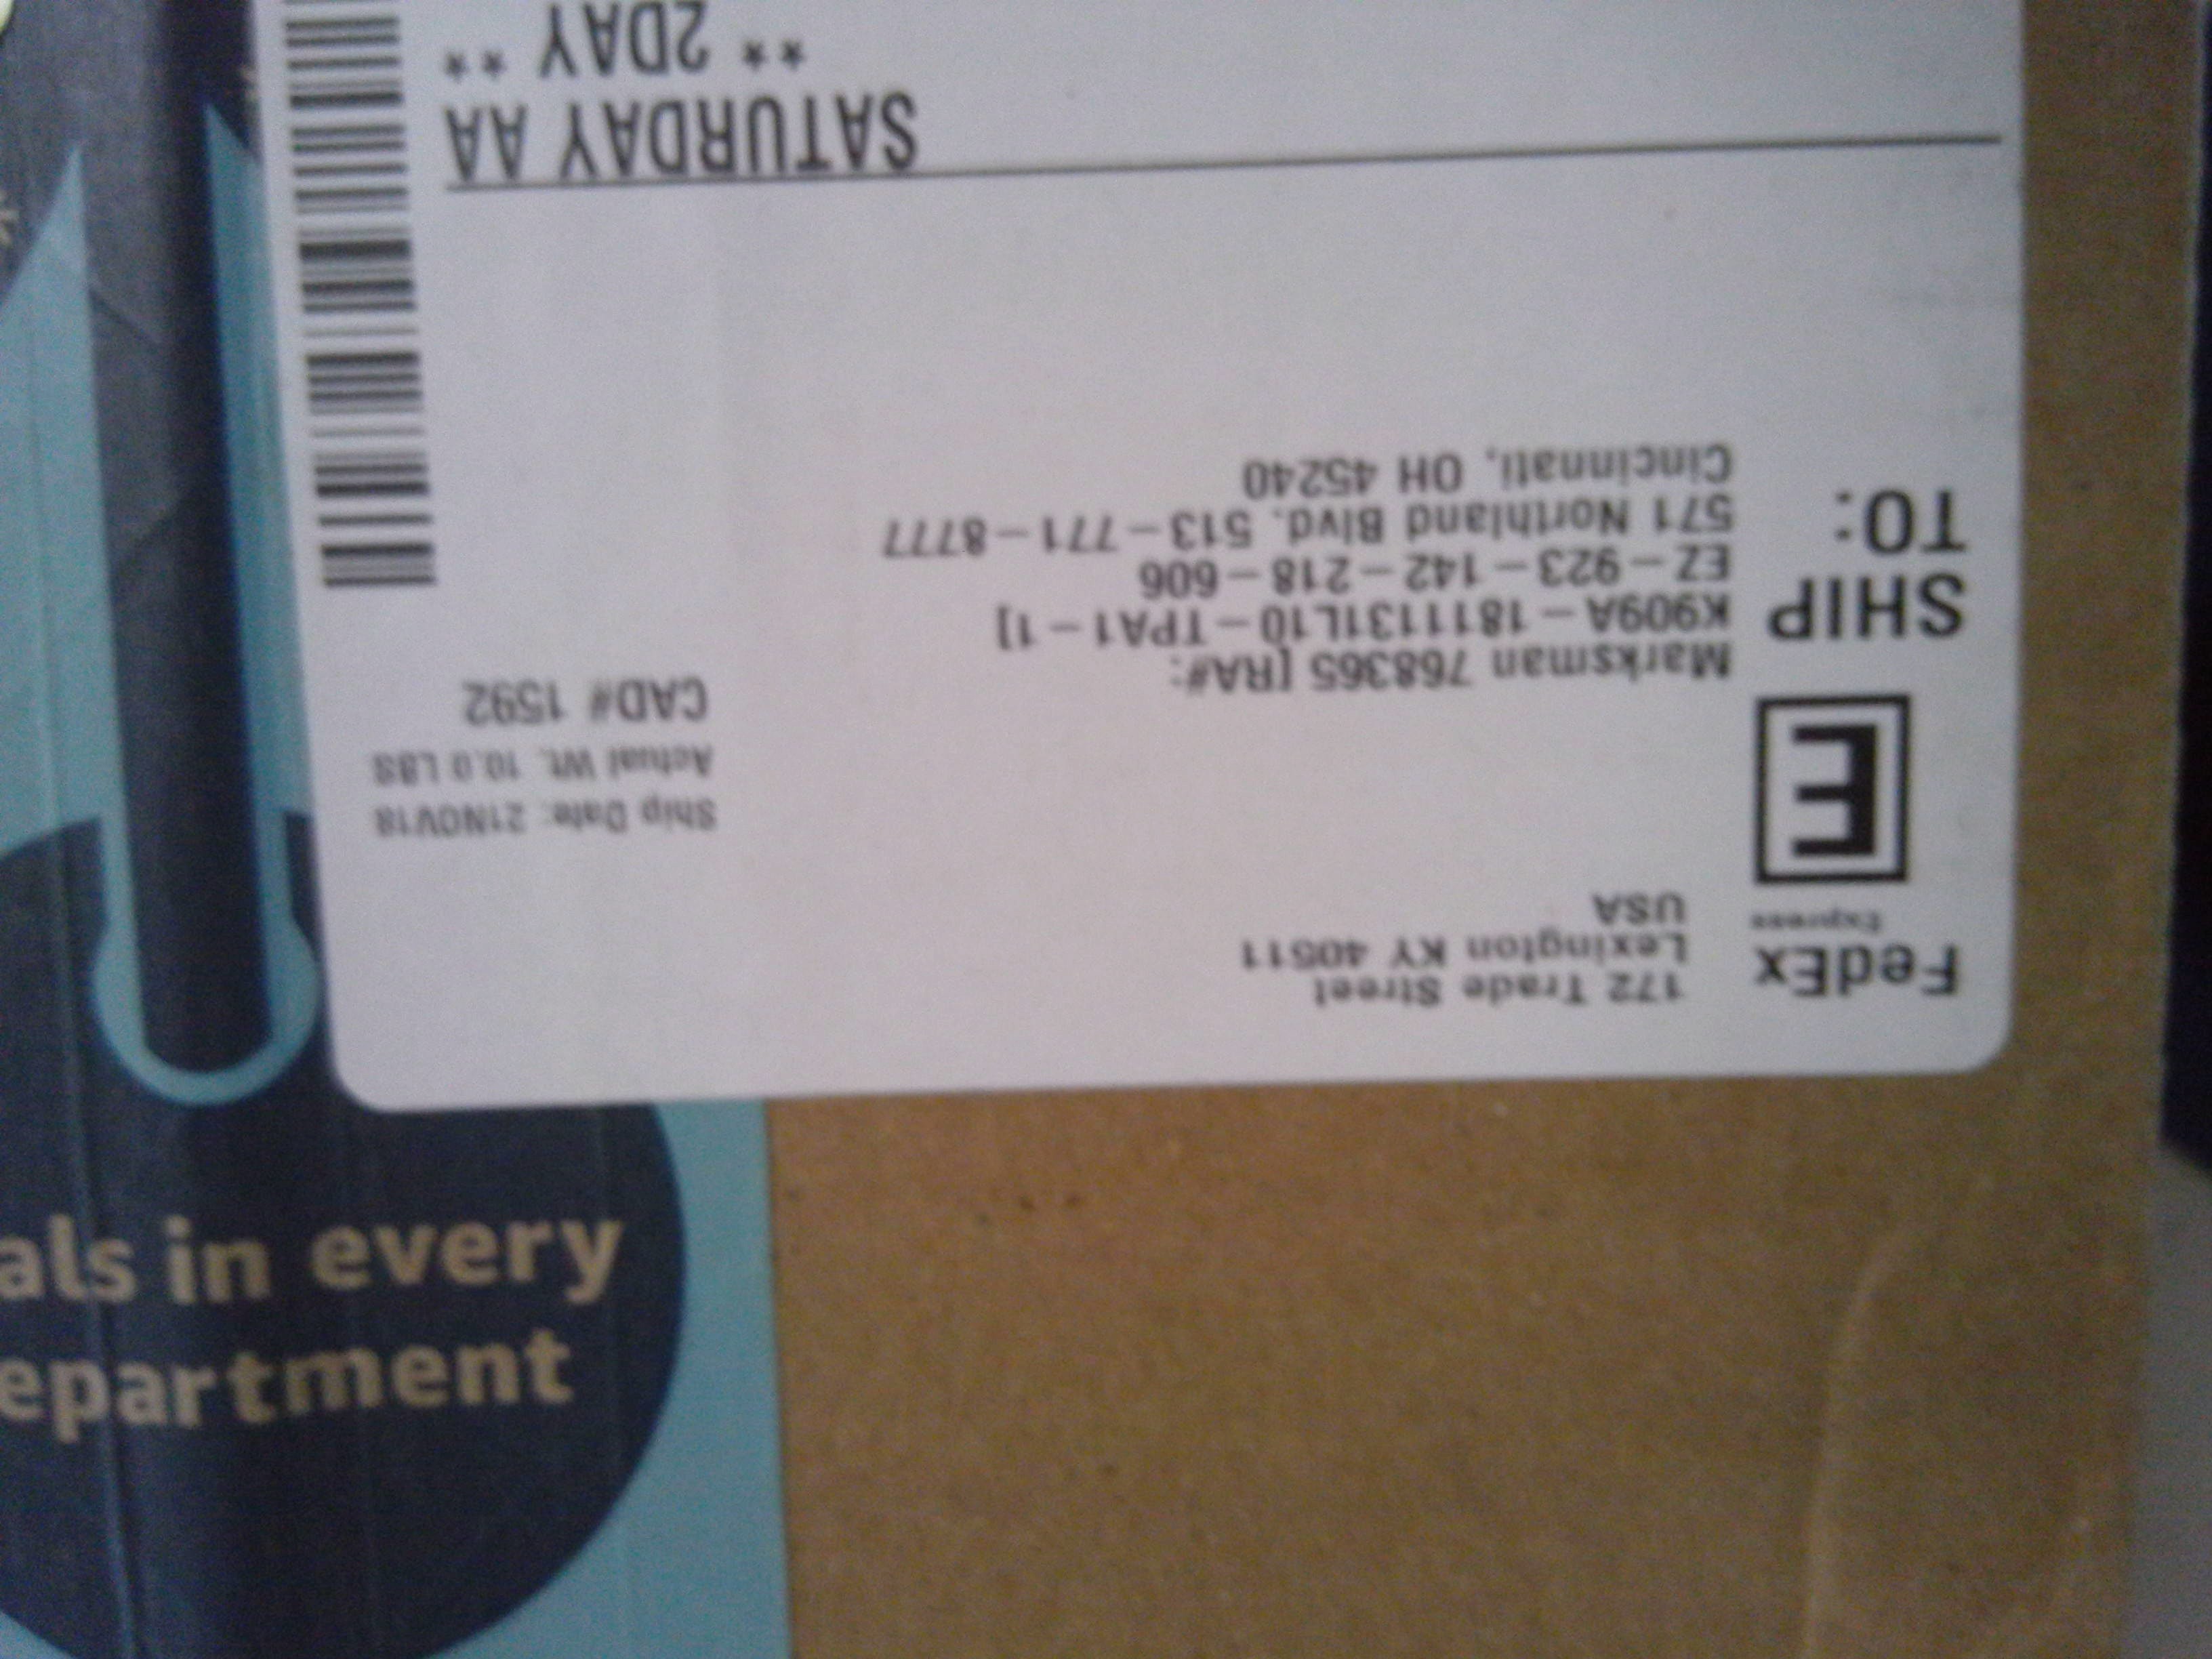 FedEx
Express
E
172 Trade Street
Lexington KY 40511
USA
Ship Date: 21NOV18
Actual Wt. 10.0 LBS
CAD# 1592
SHIP
TO:
Marksman 768365 [RA#:
K909A-1811131L10-TPA1-1]
EZ-923-142-218-606
571 Northland Blvd. 513-771-8777
Cincinnati, OH 45240
SATURDAY AA
** 2DAY **
als in every
epartment